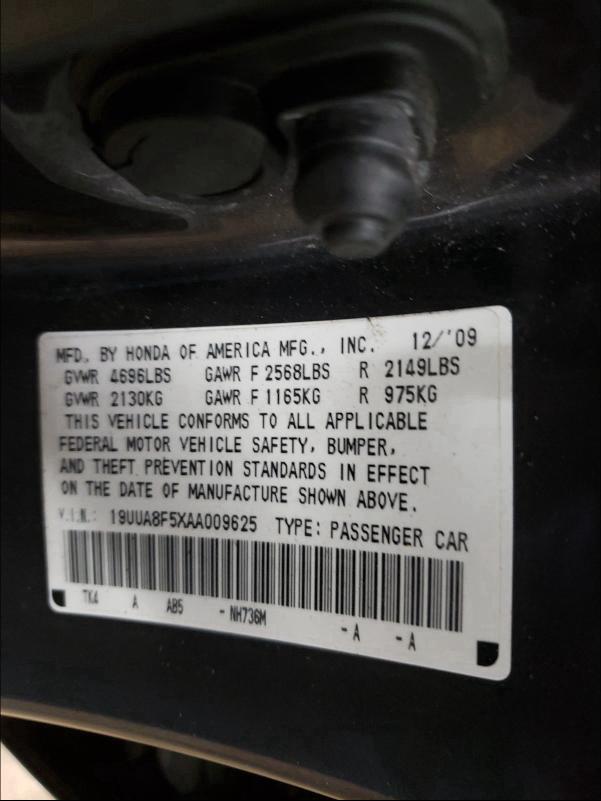 MFD. BY HONDA OF AMERICA MFG., INC. 12/'09
GVWR 4696LBS GAWR F 2568LBS R 2149LBS
GVWR 2130KG GAWR F 1165KG R 975KG
THIS VEHICLE CONFORMS TO ALL APPLICABLE
FEDERAL MOTOR VEHICLE SAFETY, BUMPER,
AND THEFT PREVENTION STANDARDS IN EFFECT
ON THE DATE OF MANUFACTURE SHOWN ABOVE.
V.I.N.: 19UUA8F5XAA009625 TYPE: PASSENGER CAR
TK4 A AB5 -NH736M -A -A